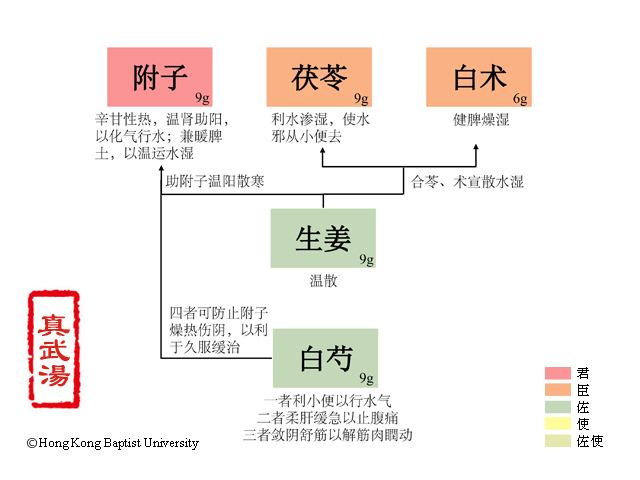 附子
9g
茯苓
9g
白术
6g
辛甘性热，温肾助阳，
以化气行水；兼暖脾
土，以温运水湿
利水渗湿，使水
邪从小便去
健脾燥湿
助附子温阳散寒
合苓、术宣散水湿
生姜
9g
温散
四者可防止附子
燥热伤阴，以利
于久服缓治
白芍
9g
一者利小便以行水气
二者柔肝缓急以止腹痛
三者敛阴舒筋以解筋肉瞤动
真武湯
©Hong Kong Baptist University
君
臣
佐
使
佐使